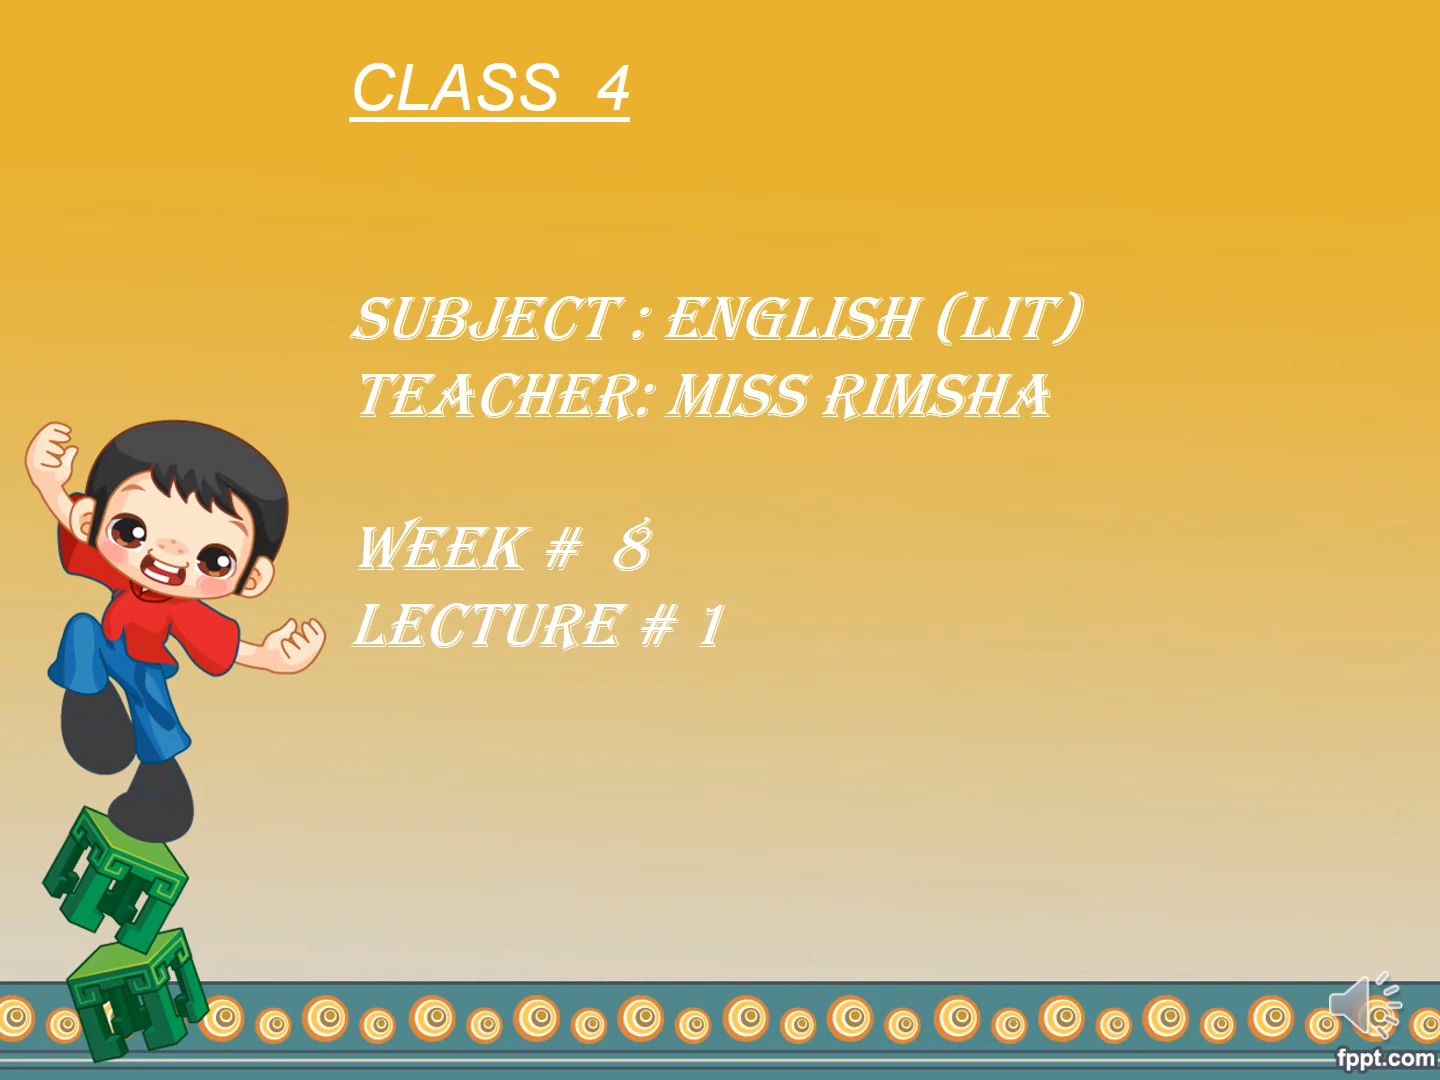 CLASS 4
SUBJECT : ENGLISH (LIT)
TEACHER: MISS RIMSHA
WEEK # 8
LECTURE # 1
fppt.com